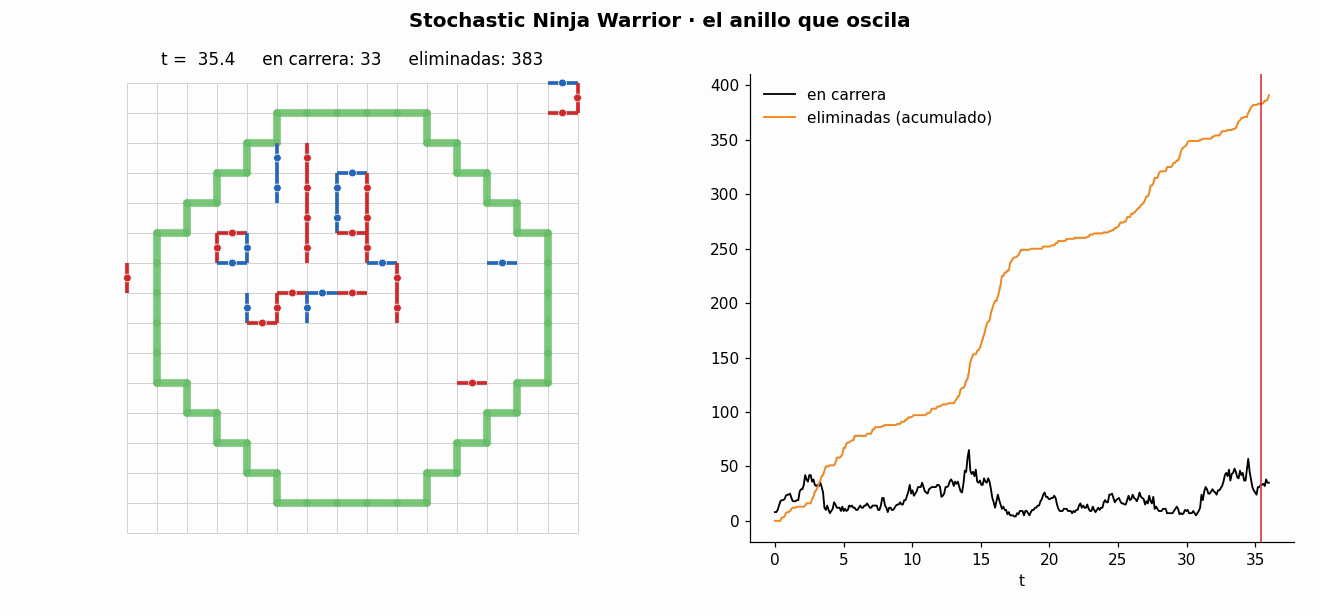 Stochastic Ninja Warrior · el anillo que oscila
t =  35.4     en carrera: 33     eliminadas: 383
en carrera
eliminadas (acumulado)
400
350
300
250
200
150
100
50
0
0 5 10 15 20 25 30 35
t